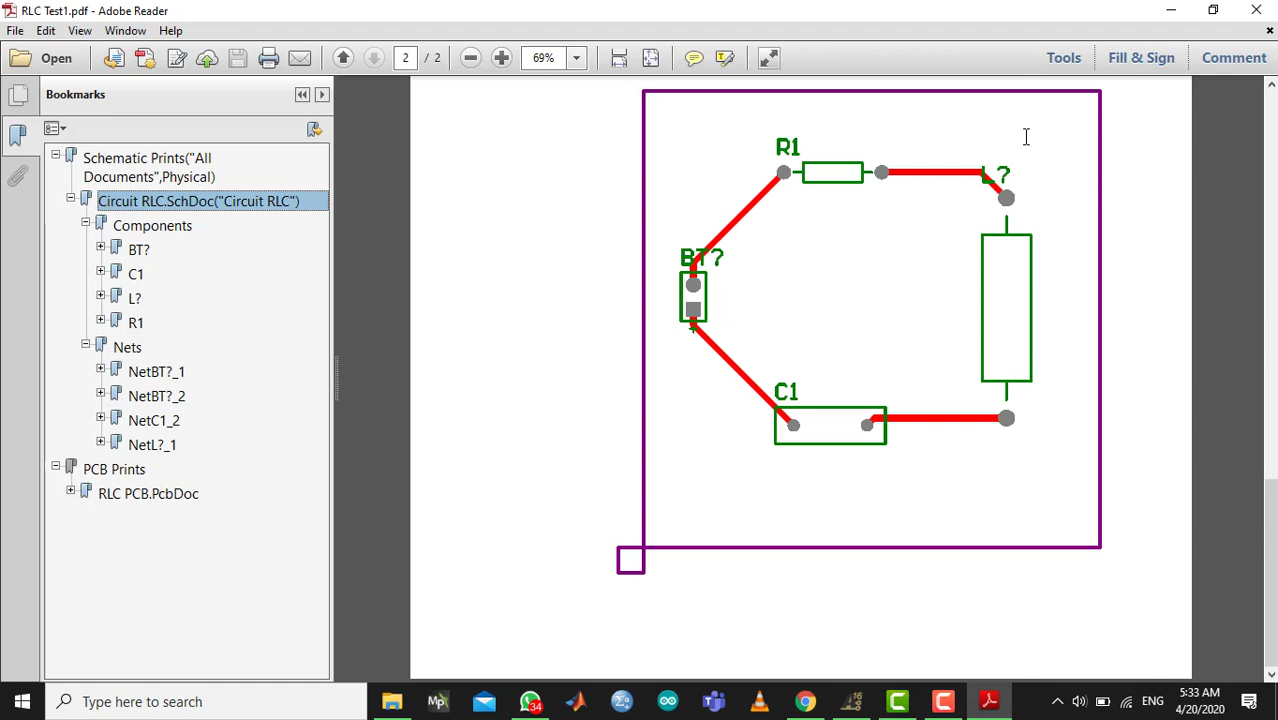 RLC Test1.pdf - Adobe Reader
File Edit View Window Help
Open 2 / 2 69% Tools Fill & Sign Comment
Bookmarks
Schematic Prints("All
Documents",Physical)
Circuit RLC.SchDoc("Circuit RLC")
Components
BT?
C1
L?
R1
Nets
NetBT?_1
NetBT?_2
NetC1_2
NetL?_1
PCB Prints
RLC PCB.PcbDoc
R1
L?
BT?
C1
Type here to search
34
16
ENG
5:33 AM
4/20/2020